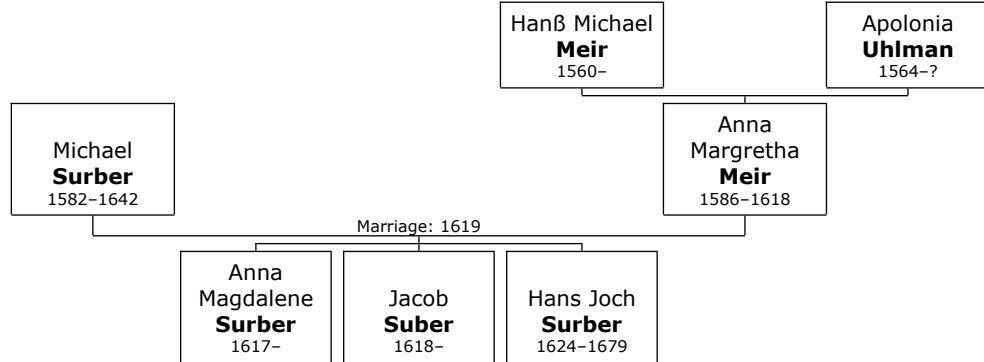 Hanß Michael
Meir
1560–
Apolonia
Uhlman
1564–?
Michael
Surber
1582–1642
Anna
Margretha
Meir
1586–1618
Marriage: 1619
Anna
Magdalene
Surber
1617–
Jacob
Suber
1618–
Hans Joch
Surber
1624–1679